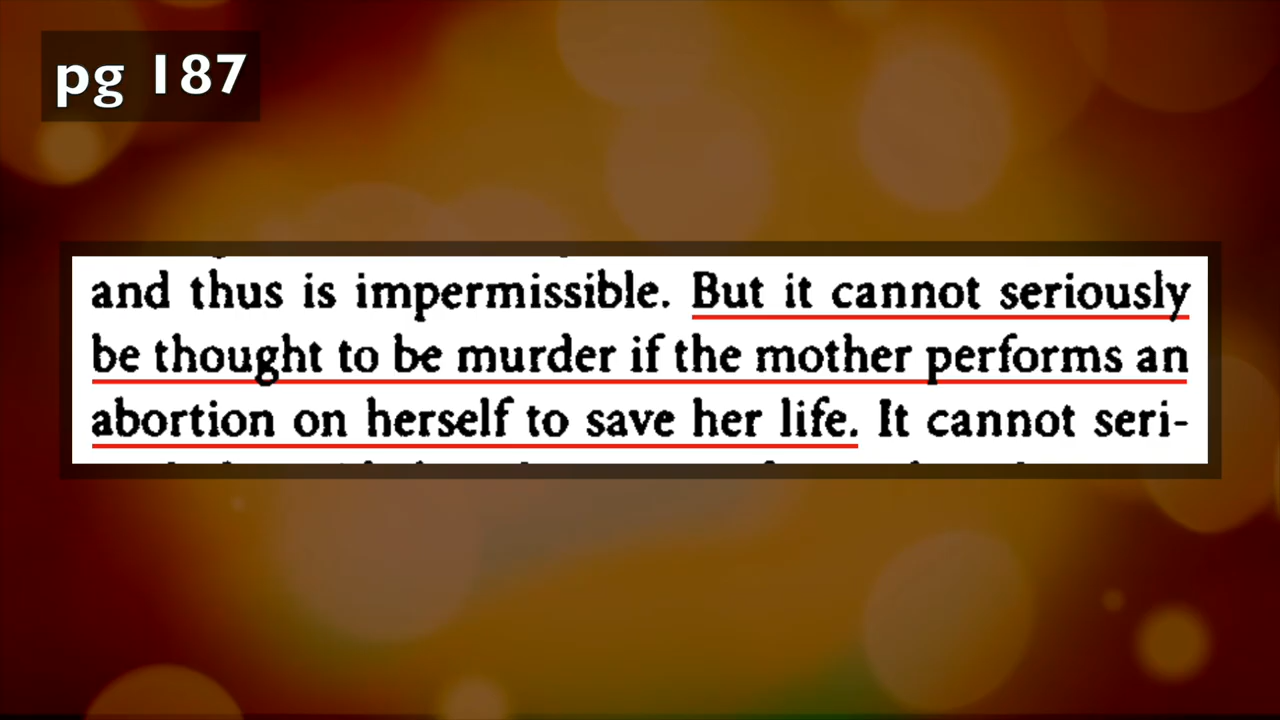 pg 187
and thus is impermissible. But it cannot seriously
be thought to be murder if the mother performs an
abortion on herself to save her life. It cannot seri-